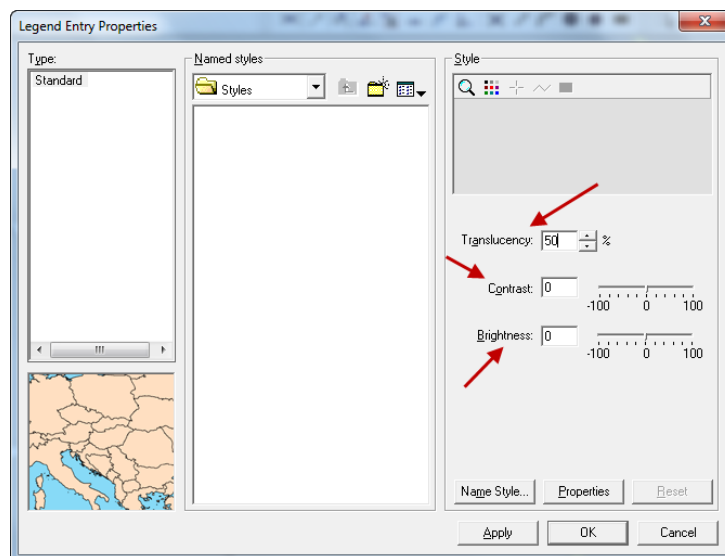 Legend Entry Properties
Type:
Standard
Named styles
Styles
Style
Translucency: 50 %
Contrast: 0
-100 0 100
Brightness: 0
-100 0 100
Name Style... Properties Reset
Apply OK Cancel